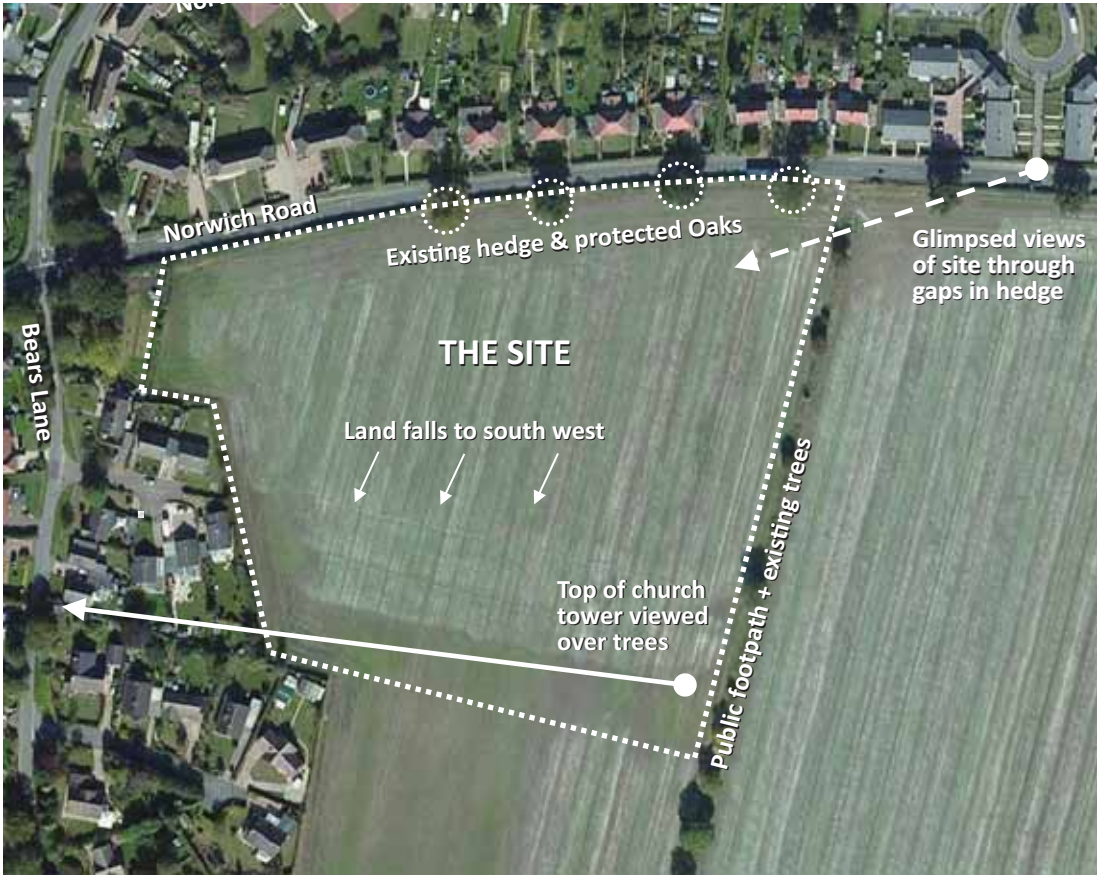 Norwich Road
Existing hedge & protected Oaks
Glimpsed views
of site through
gaps in hedge
THE SITE
Bears Lane
Land falls to south west
Public footpath + existing trees
Top of church
tower viewed
over trees